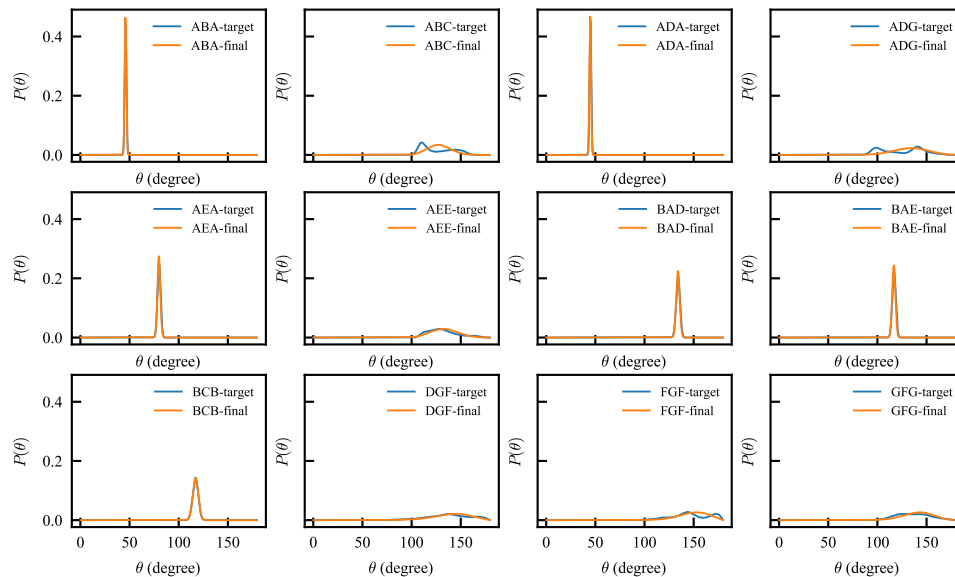 ABA-target
ABA-final
P(θ)
0.4
0.2
0.0
θ (degree)
ABC-target
ABC-final
P(θ)
θ (degree)
ADA-target
ADA-final
P(θ)
θ (degree)
ADG-target
ADG-final
P(θ)
θ (degree)
AEA-target
AEA-final
P(θ)
0.4
0.2
0.0
θ (degree)
AEE-target
AEE-final
P(θ)
θ (degree)
BAD-target
BAD-final
P(θ)
θ (degree)
BAE-target
BAE-final
P(θ)
θ (degree)
BCB-target
BCB-final
P(θ)
0.4
0.2
0.0
0 50 100 150
θ (degree)
DGF-target
DGF-final
P(θ)
0 50 100 150
θ (degree)
FGF-target
FGF-final
P(θ)
0 50 100 150
θ (degree)
GFG-target
GFG-final
P(θ)
0 50 100 150
θ (degree)